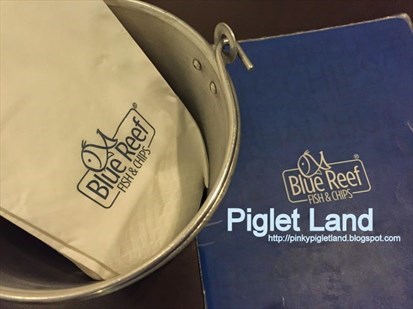 Blue Reef®
FISH & CHIPS
Blue Reef®
FISH & CHIPS
Piglet Land
http://pinkypigletland.blogspot.com